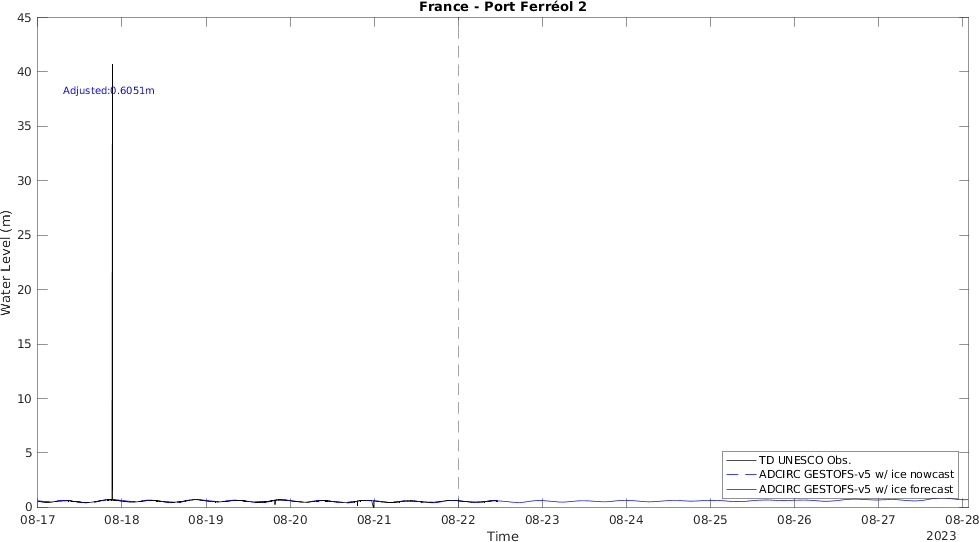 France - Port Ferréol 2
Water Level (m)
45
40
35
30
25
20
15
10
5
0
Adjusted:0.6051m
TD UNESCO Obs.
ADCIRC GESTOFS-v5 w/ ice nowcast
ADCIRC GESTOFS-v5 w/ ice forecast
08-17 08-18 08-19 08-20 08-21 08-22 08-23 08-24 08-25 08-26 08-27 08-28
Time
2023